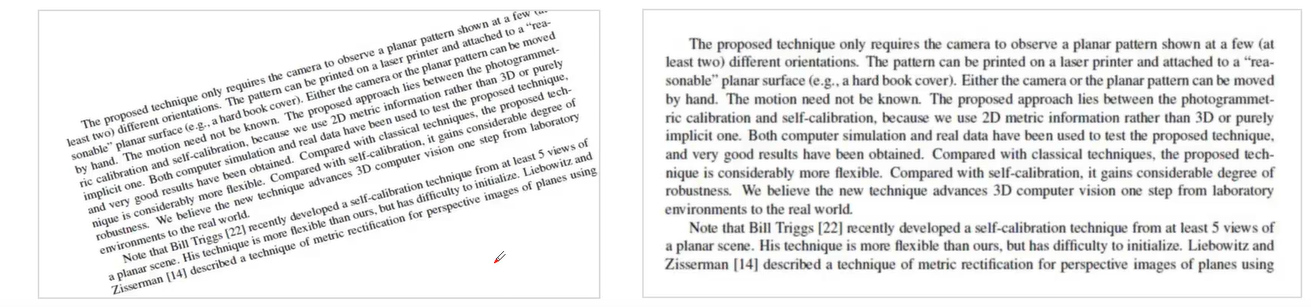 The proposed technique only requires the camera to observe a planar pattern shown at a few (at
least two) different orientations. The pattern can be printed on a laser printer and attached to a “rea-
sonable” planar surface (e.g., a hard book cover). Either the camera or the planar pattern can be moved
by hand. The motion need not be known. The proposed approach lies between the photogrammet-
ric calibration and self-calibration, because we use 2D metric information rather than 3D or purely
implicit one. Both computer simulation and real data have been used to test the proposed technique,
and very good results have been obtained. Compared with classical techniques, the proposed tech-
nique is considerably more flexible. Compared with self-calibration, it gains considerable degree of
robustness. We believe the new technique advances 3D computer vision one step from laboratory
environments to the real world.
Note that Bill Triggs [22] recently developed a self-calibration technique from at least 5 views of
a planar scene. His technique is more flexible than ours, but has difficulty to initialize. Liebowitz and
Zisserman [14] described a technique of metric rectification for perspective images of planes using
The proposed technique only requires the camera to observe a planar pattern shown at a few (at
least two) different orientations. The pattern can be printed on a laser printer and attached to a “rea-
sonable” planar surface (e.g., a hard book cover). Either the camera or the planar pattern can be moved
by hand. The motion need not be known. The proposed approach lies between the photogrammet-
ric calibration and self-calibration, because we use 2D metric information rather than 3D or purely
implicit one. Both computer simulation and real data have been used to test the proposed technique,
and very good results have been obtained. Compared with classical techniques, the proposed tech-
nique is considerably more flexible. Compared with self-calibration, it gains considerable degree of
robustness. We believe the new technique advances 3D computer vision one step from laboratory
environments to the real world.
Note that Bill Triggs [22] recently developed a self-calibration technique from at least 5 views of
a planar scene. His technique is more flexible than ours, but has difficulty to initialize. Liebowitz and
Zisserman [14] described a technique of metric rectification for perspective images of planes using